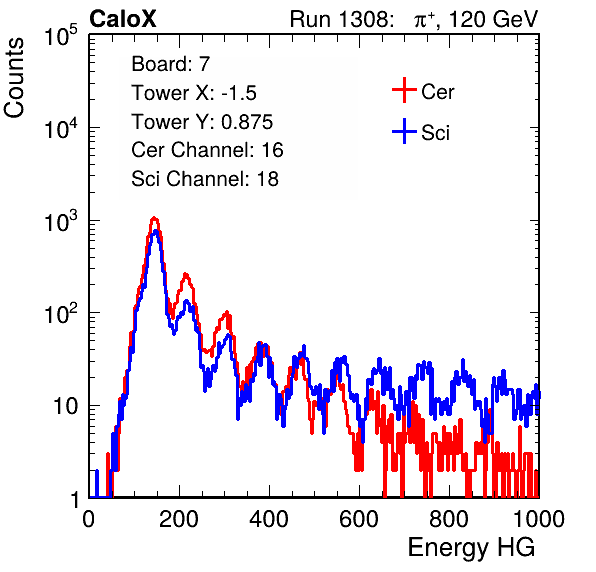 CaloX Run 1308: π⁺, 120 GeV
Counts
10⁵
10⁴
10³
10²
10
1
Board: 7
Tower X: -1.5
Tower Y: 0.875
Cer Channel: 16
Sci Channel: 18
Cer
Sci
0 200 400 600 800 1000
Energy HG